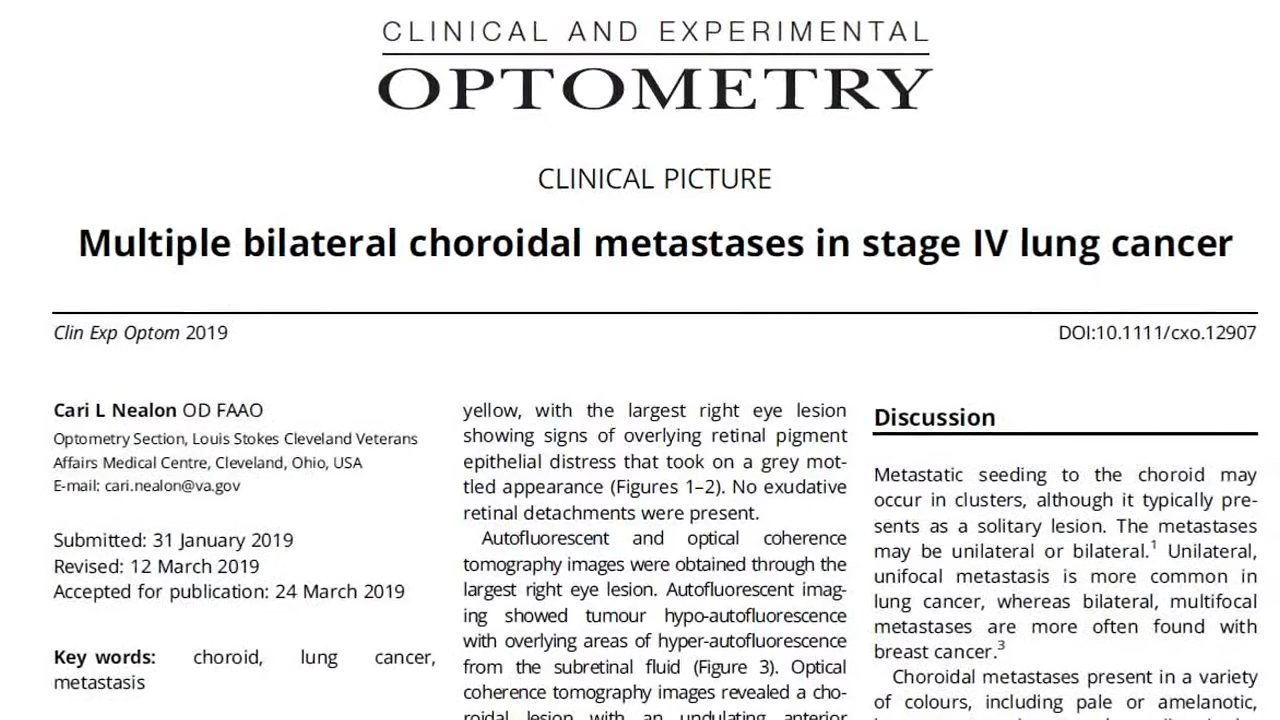 CLINICAL AND EXPERIMENTAL
OPTOMETRY
CLINICAL PICTURE
Multiple bilateral choroidal metastases in stage IV lung cancer
Clin Exp Optom 2019
DOI:10.1111/cxo.12907
Cari L Nealon OD FAAO
Optometry Section, Louis Stokes Cleveland Veterans
Affairs Medical Centre, Cleveland, Ohio, USA
E-mail: cari.nealon@va.gov
Submitted: 31 January 2019
Revised: 12 March 2019
Accepted for publication: 24 March 2019
Key words: choroid, lung cancer,
metastasis
yellow, with the largest right eye lesion
showing signs of overlying retinal pigment
epithelial distress that took on a grey mot-
tled appearance (Figures 1–2). No exudative
retinal detachments were present.
Autofluorescent and optical coherence
tomography images were obtained through the
largest right eye lesion. Autofluorescent imag-
ing showed tumour hypo-autofluorescence
with overlying areas of hyper-autofluorescence
from the subretinal fluid (Figure 3). Optical
coherence tomography images revealed a cho-
roidal lesion with an undulating anterior
Discussion
Metastatic seeding to the choroid may
occur in clusters, although it typically pre-
sents as a solitary lesion. The metastases
may be unilateral or bilateral.1 Unilateral,
unifocal metastasis is more common in
lung cancer, whereas bilateral, multifocal
metastases are more often found with
breast cancer.3
Choroidal metastases present in a variety
of colours, including pale or amelanotic,